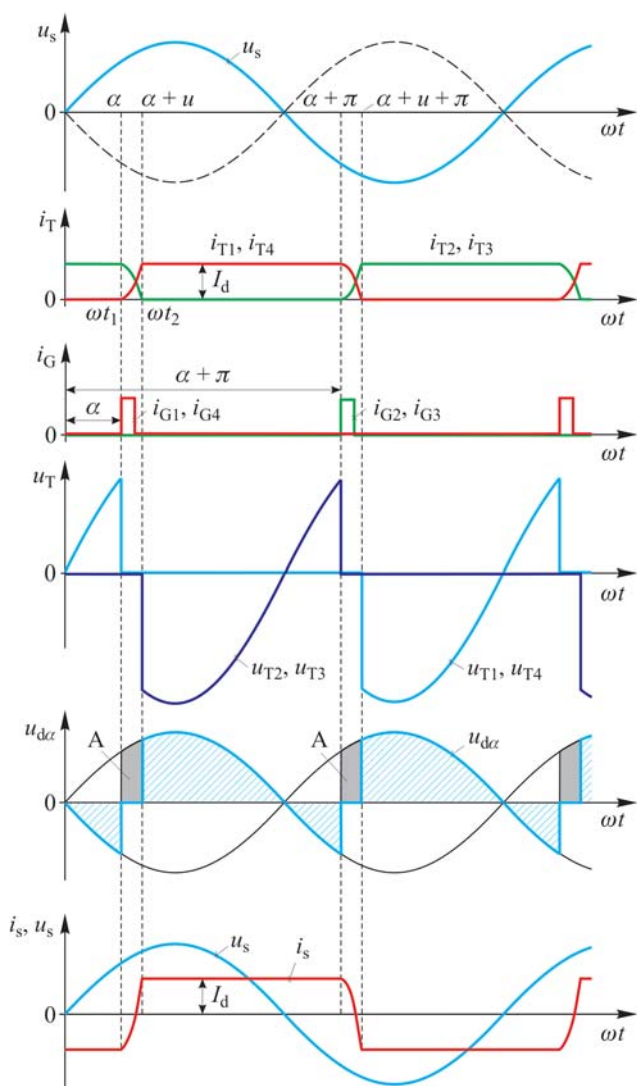 u_s
u_s
0 α α + u α + π α + u + π
ωt
i_T
i_T1, i_T4 i_T2, i_T3
I_d
0
ωt_1 ωt_2 ωt
i_G
α + π
α i_G1, i_G4 i_G2, i_G3
0
ωt
u_T
0
ωt
u_T2, u_T3 u_T1, u_T4
u_dα A A u_dα
0
ωt
i_s, u_s
u_s i_s
I_d
0
ωt